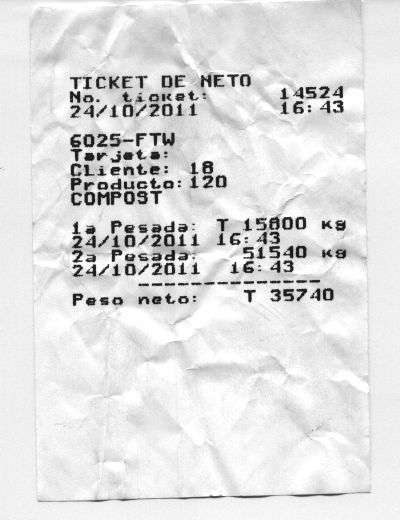 TICKET DE NETO
No. ticket: 14524
24/10/2011 16:43
6025-FTW
Tarjeta:
Cliente: 18
Producto: 120
COMPOST
1a Pesada: T 15800 kg
24/10/2011 16:43
2a Pesada: 51540 kg
24/10/2011 16:43
---------------
Peso neto: T 35740